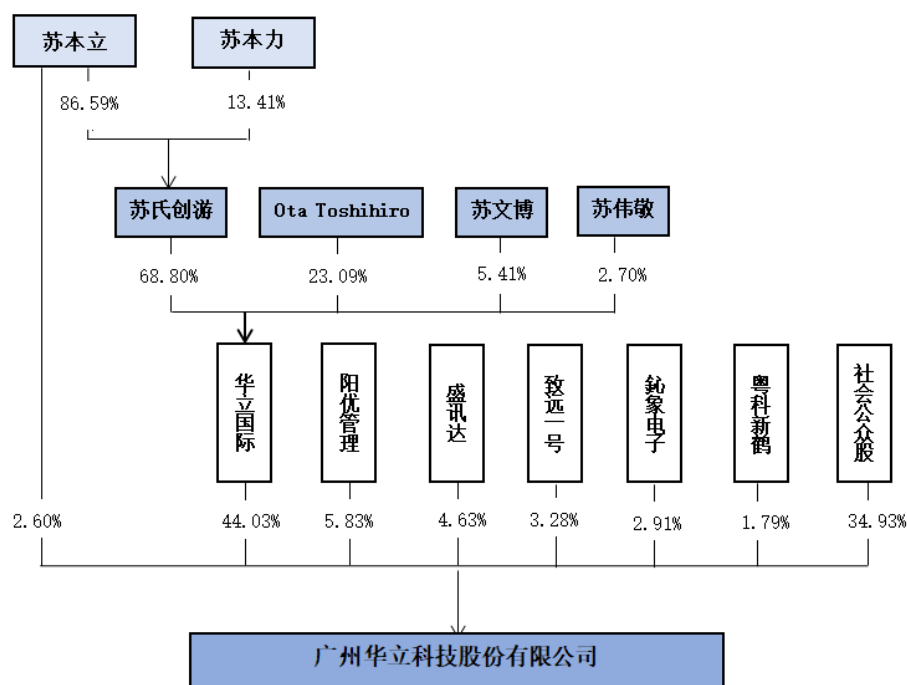 苏本立
苏本力
86.59%
13.41%
苏氏创游
Ota Toshihiro
苏文博
苏伟敬
68.80%
23.09%
5.41%
2.70%
华立国际
阳优管理
盛讯达
致远一号
鈊象电子
粤科新鹤
社会公众股
2.60%
44.03%
5.83%
4.63%
3.28%
2.91%
1.79%
34.93%
广州华立科技股份有限公司